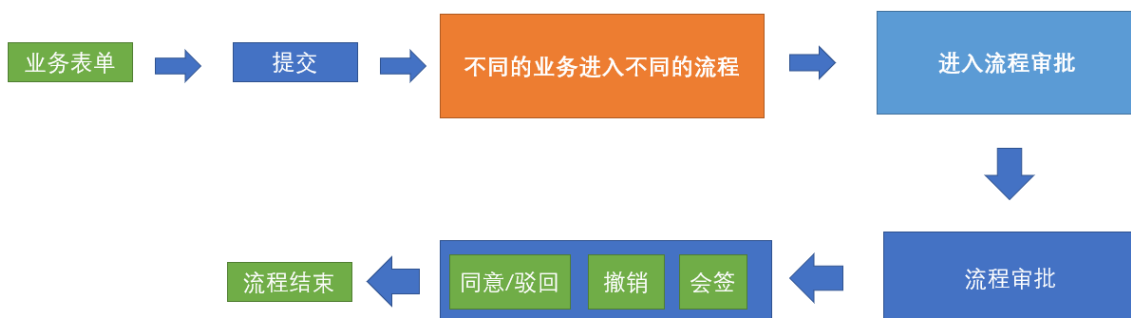 业务表单
提交
不同的业务进入不同的流程
进入流程审批
流程审批
同意/驳回
撤销
会签
流程结束